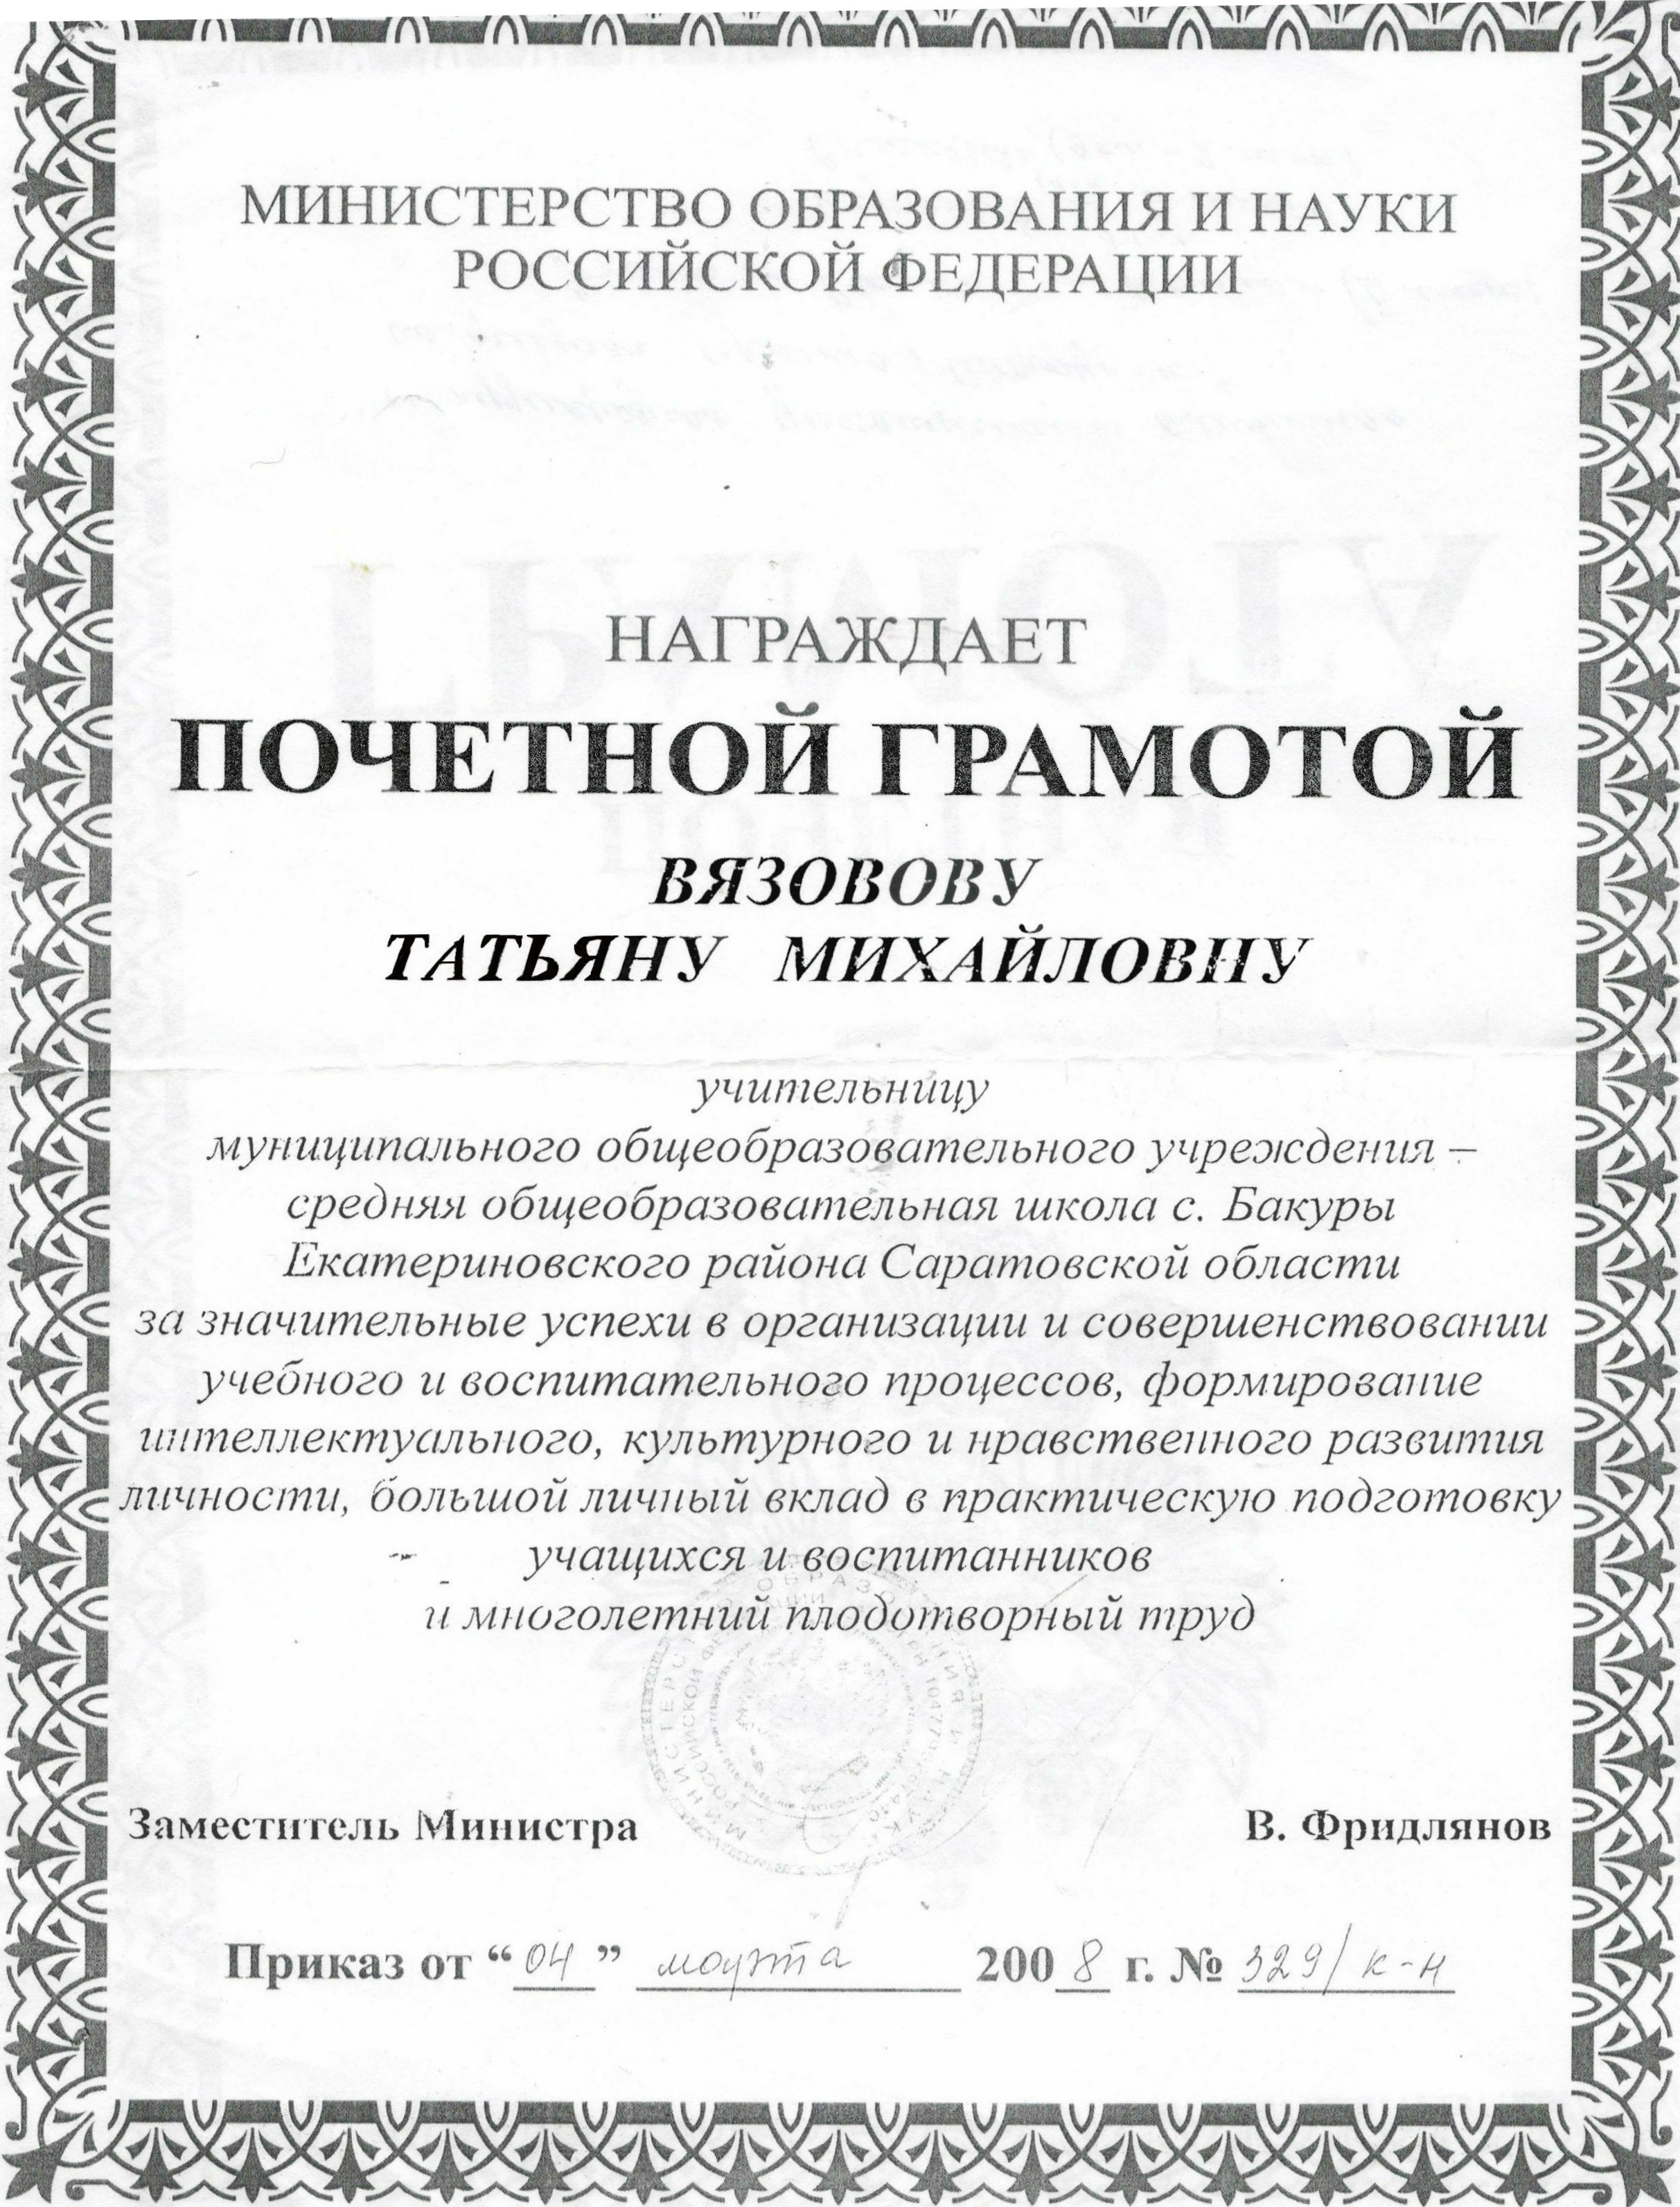 МИНИСТЕРСТВО ОБРАЗОВАНИЯ И НАУКИ
РОССИЙСКОЙ ФЕДЕРАЦИИ
НАГРАЖДАЕТ
ПОЧЕТНОЙ ГРАМОТОЙ
ВЯЗОВОВУ
ТАТЬЯНУ МИХАЙЛОВНУ
учительницу
муниципального общеобразовательного учреждения –
средняя общеобразовательная школа с. Бакуры
Екатериновского района Саратовской области
за значительные успехи в организации и совершенствовании
учебного и воспитательного процессов, формирование
интеллектуального, культурного и нравственного развития
личности, большой личный вклад в практическую подготовку
учащихся и воспитанников
и многолетний плодотворный труд
Заместитель Министра В. Фридлянов
Приказ от “04” марта 2008 г. № 329/к-н